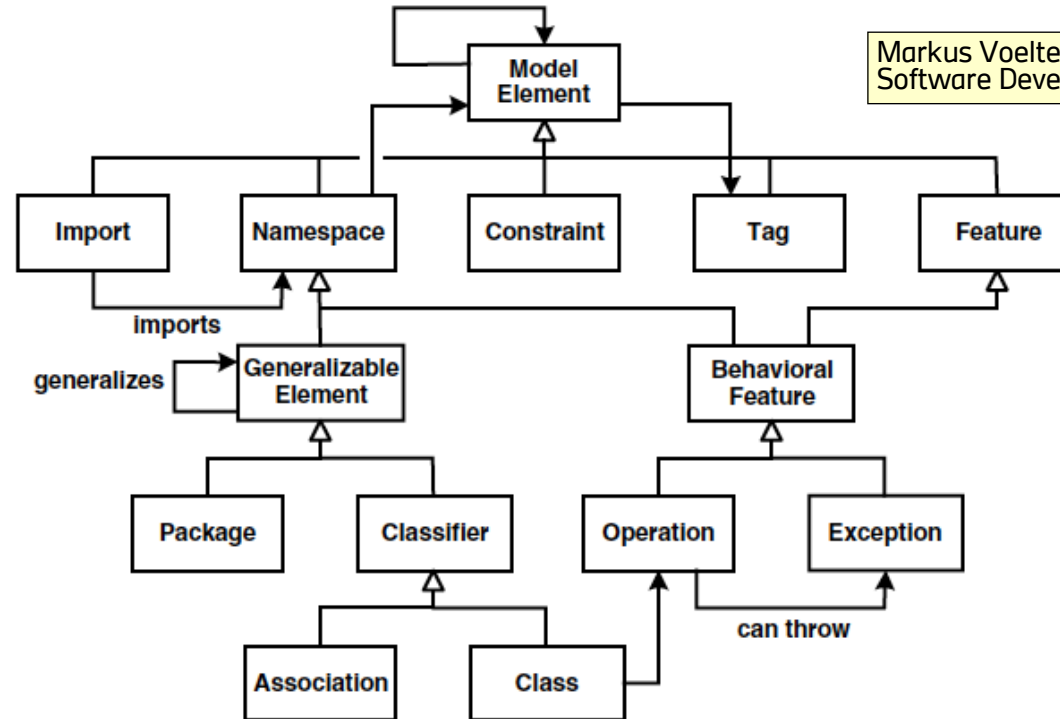 Model
Element
Markus Voelte
Software Deve
Import
Namespace
Constraint
Tag
Feature
imports
generalizes
Generalizable
Element
Behavioral
Feature
Package
Classifier
Operation
Exception
can throw
Association
Class